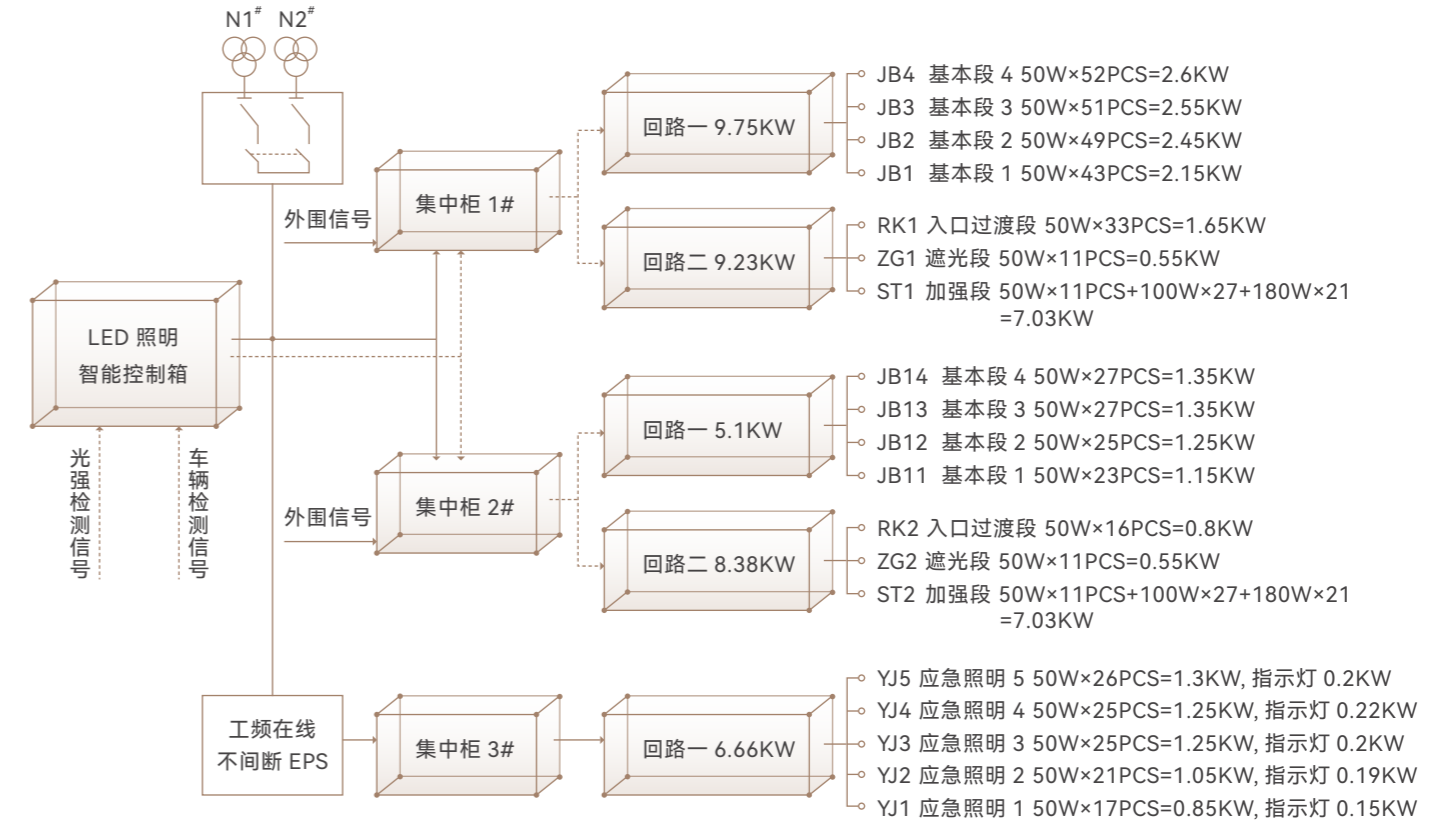 N1# N2#
JB4 基本段 4 50W×52PCS=2.6KW
JB3 基本段 3 50W×51PCS=2.55KW
回路一 9.75KW
JB2 基本段 2 50W×49PCS=2.45KW
JB1 基本段 1 50W×43PCS=2.15KW
集中柜 1#
外围信号
RK1 入口过渡段 50W×33PCS=1.65KW
回路二 9.23KW
ZG1 遮光段 50W×11PCS=0.55KW
ST1 加强段 50W×11PCS+100W×27+180W×21
=7.03KW
LED 照明
智能控制箱
JB14 基本段 4 50W×27PCS=1.35KW
JB13 基本段 3 50W×27PCS=1.35KW
回路一 5.1KW
JB12 基本段 2 50W×25PCS=1.25KW
JB11 基本段 1 50W×23PCS=1.15KW
光强检测信号
车辆检测信号
集中柜 2#
外围信号
RK2 入口过渡段 50W×16PCS=0.8KW
回路二 8.38KW
ZG2 遮光段 50W×11PCS=0.55KW
ST2 加强段 50W×11PCS+100W×27+180W×21
=7.03KW
工频在线
不间断 EPS
集中柜 3#
回路一 6.66KW
YJ5 应急照明 5 50W×26PCS=1.3KW, 指示灯 0.2KW
YJ4 应急照明 4 50W×25PCS=1.25KW, 指示灯 0.22KW
YJ3 应急照明 3 50W×25PCS=1.25KW, 指示灯 0.2KW
YJ2 应急照明 2 50W×21PCS=1.05KW, 指示灯 0.19KW
YJ1 应急照明 1 50W×17PCS=0.85KW, 指示灯 0.15KW